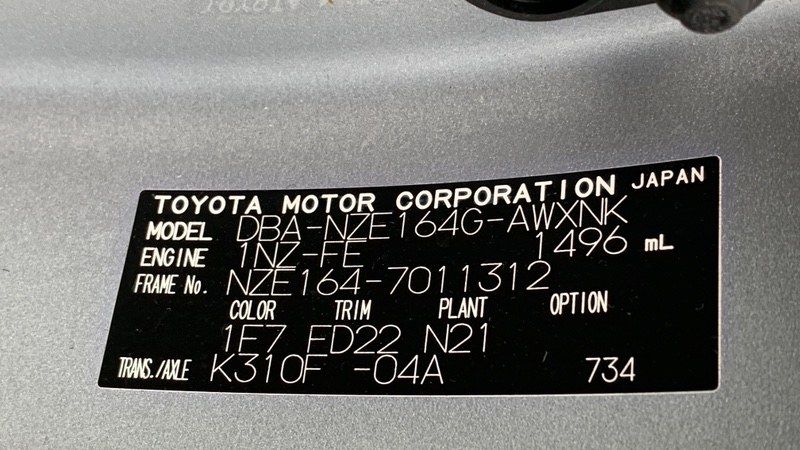 TOYOTA MOTOR CORPORATION JAPAN
MODEL DBA-NZE164G-AWXNK
ENGINE 1NZ-FE 1496 mL
FRAME No. NZE164-7011312
COLOR TRIM PLANT OPTION
1F7 FD22 N21
TRANS./AXLE K310F -04A 734